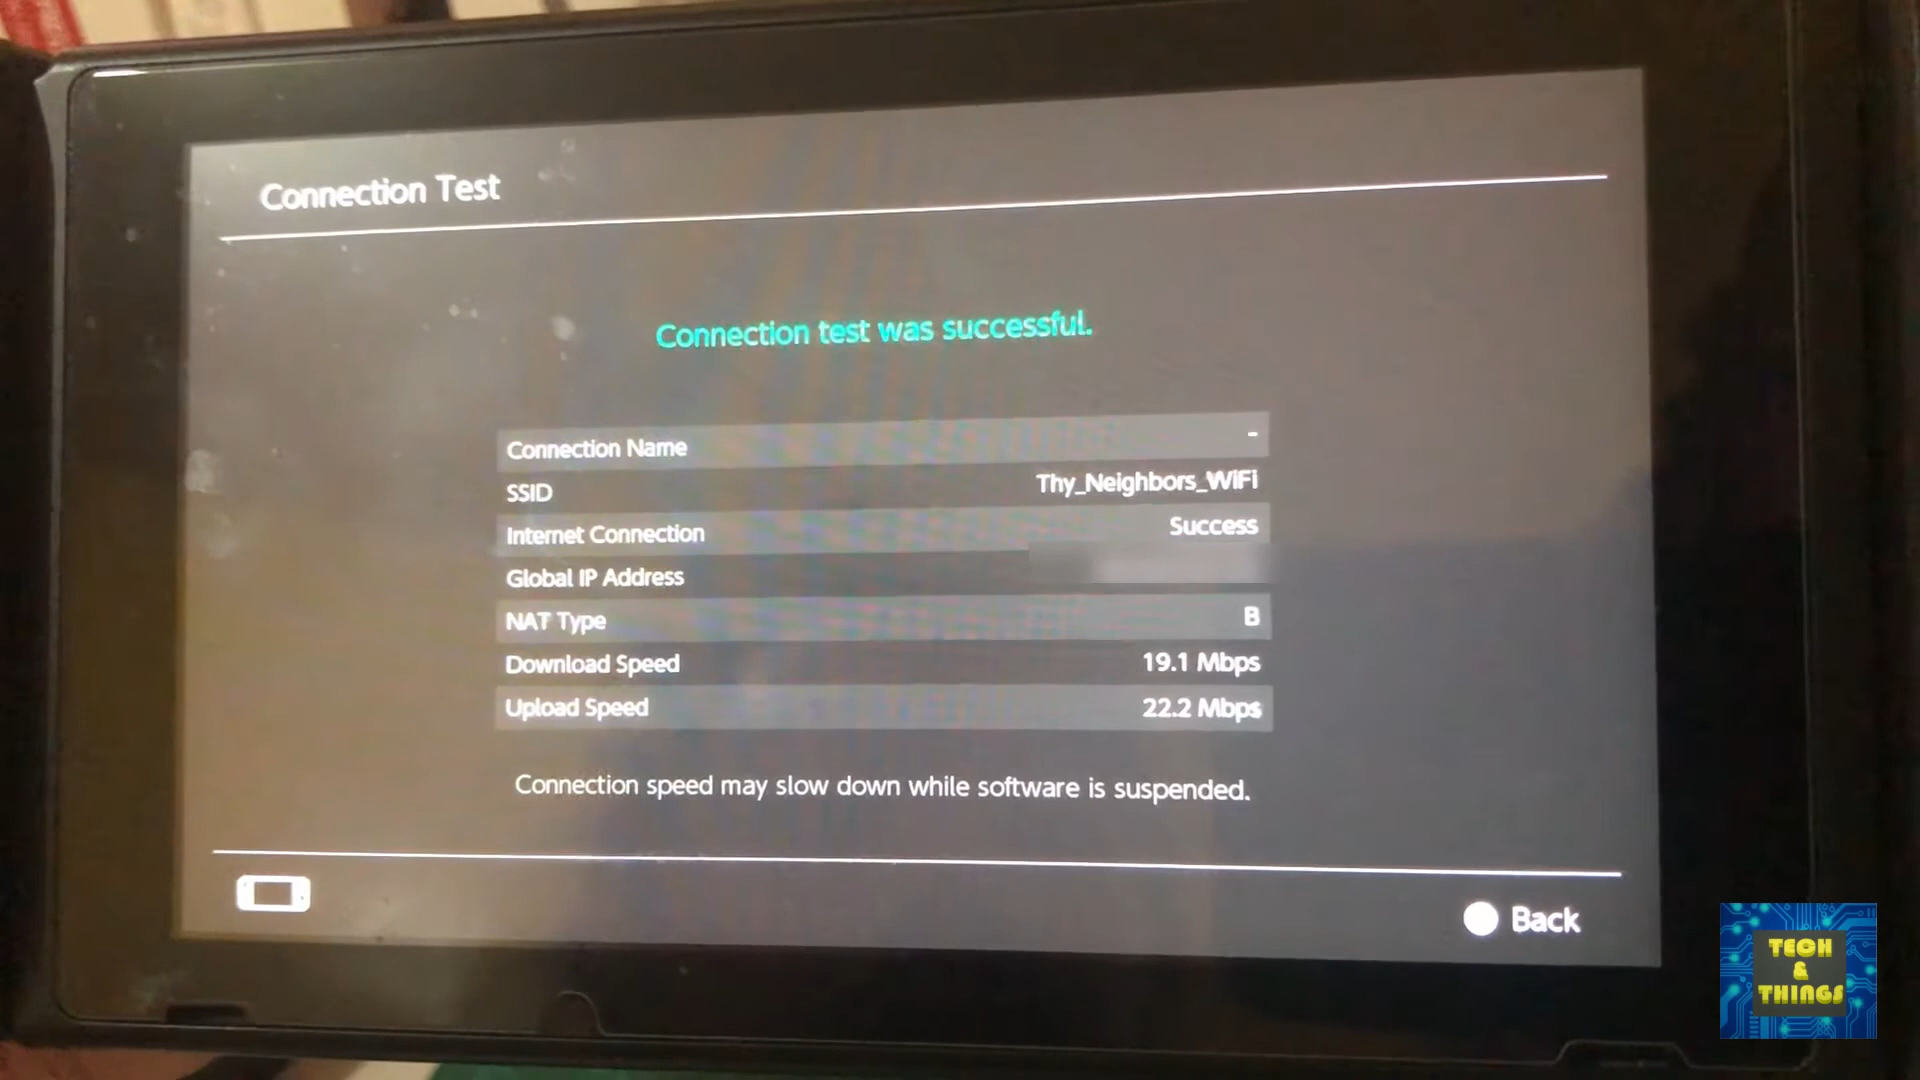 Connection Test
Connection test was successful.
Connection Name -
SSID Thy_Neighbors_WiFi
Internet Connection Success
Global IP Address
NAT Type B
Download Speed 19.1 Mbps
Upload Speed 22.2 Mbps
Connection speed may slow down while software is suspended.
Back
TECH
&
THINGS